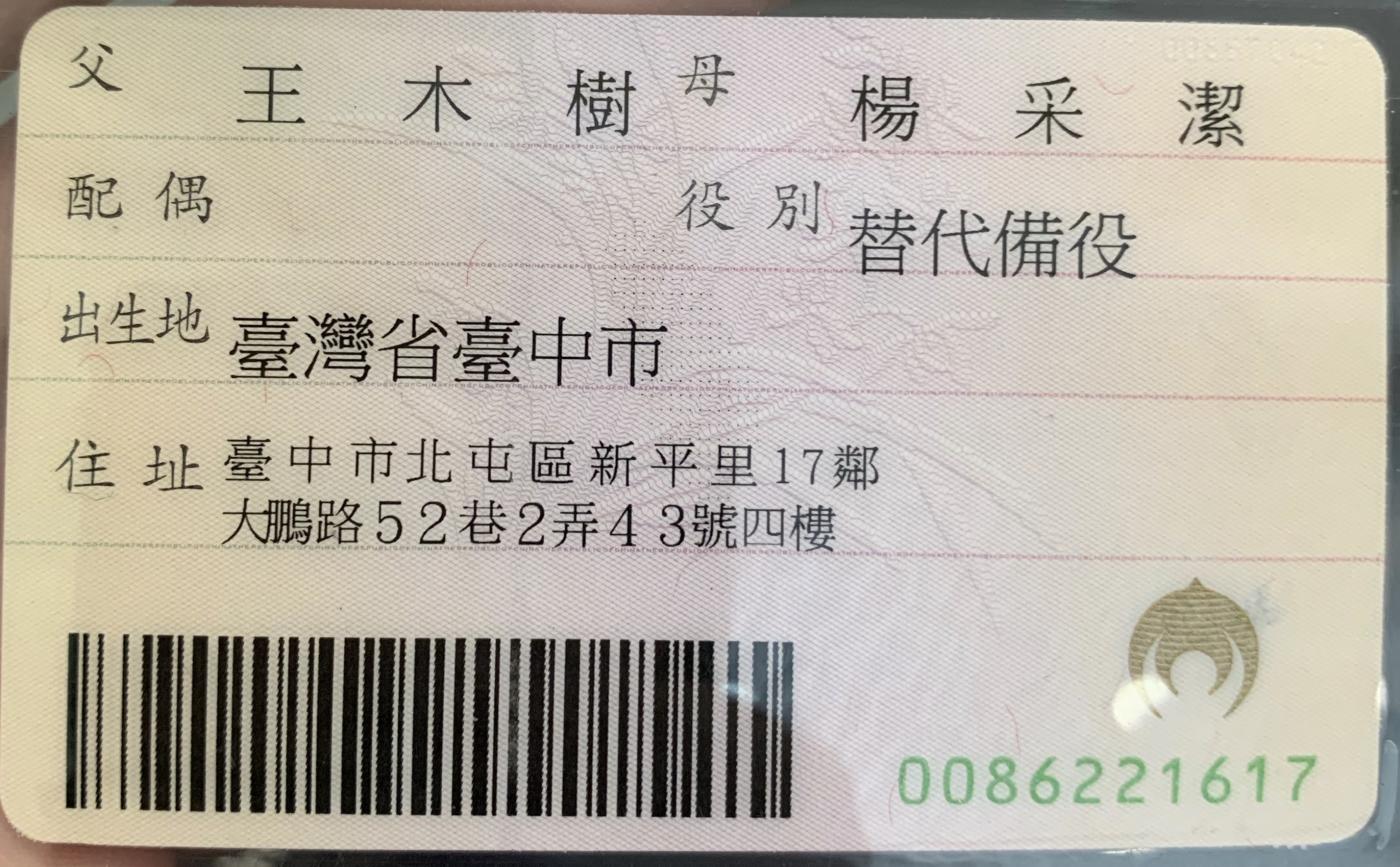 父 王木樹 母 楊采潔
配偶 役別 替代備役
出生地 臺灣省臺中市
住址 臺中市北屯區新平里17鄰
大鵬路52巷2弄43號四樓
0086221617